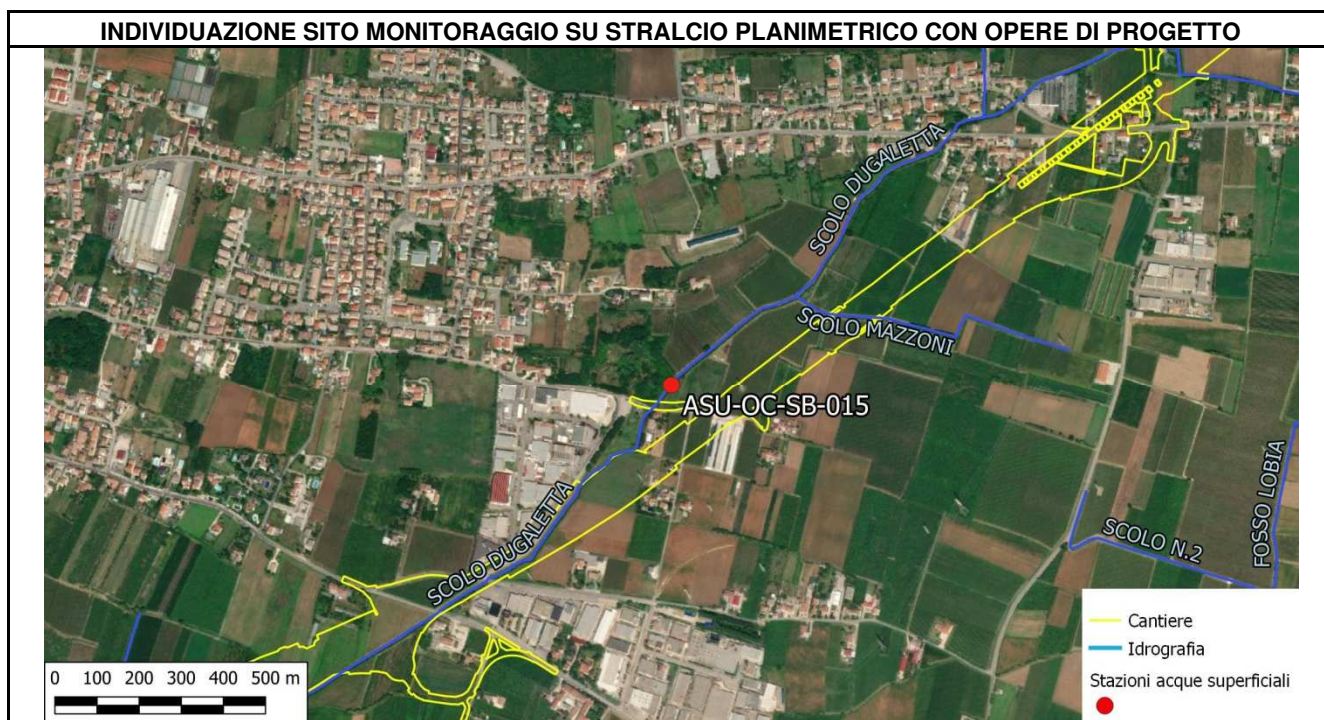 INDIVIDUAZIONE SITO MONITORAGGIO SU STRALCIO PLANIMETRICO CON OPERE DI PROGETTO
SCOLO DUGALETTA
SCOLO MAZZONI
ASU-OC-SB-015
SCOLO DUGALETTA
SCOLO N.2
FOSSO LOBIA
Cantiere
Idrografia
Stazioni acque superficiali
0 100 200 300 400 500 m